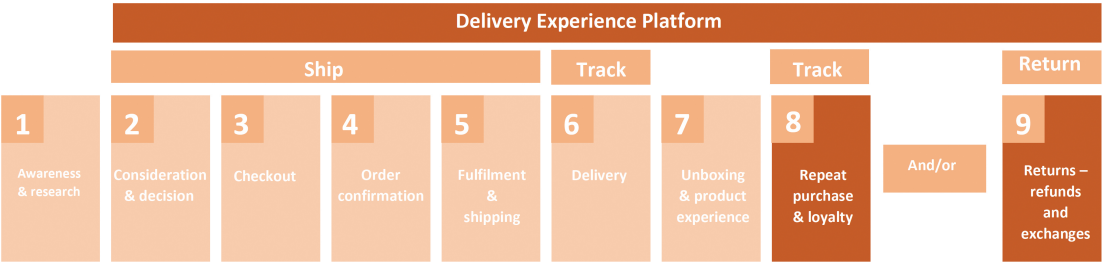 Delivery Experience Platform
Ship
Track
Track
Return
1
Awareness
& research
2
Consideration
& decision
3
Checkout
4
Order
confirmation
5
Fulfilment
&
shipping
6
Delivery
7
Unboxing
& product
experience
8
Repeat
purchase
& loyalty
And/or
9
Returns –
refunds
and
exchanges